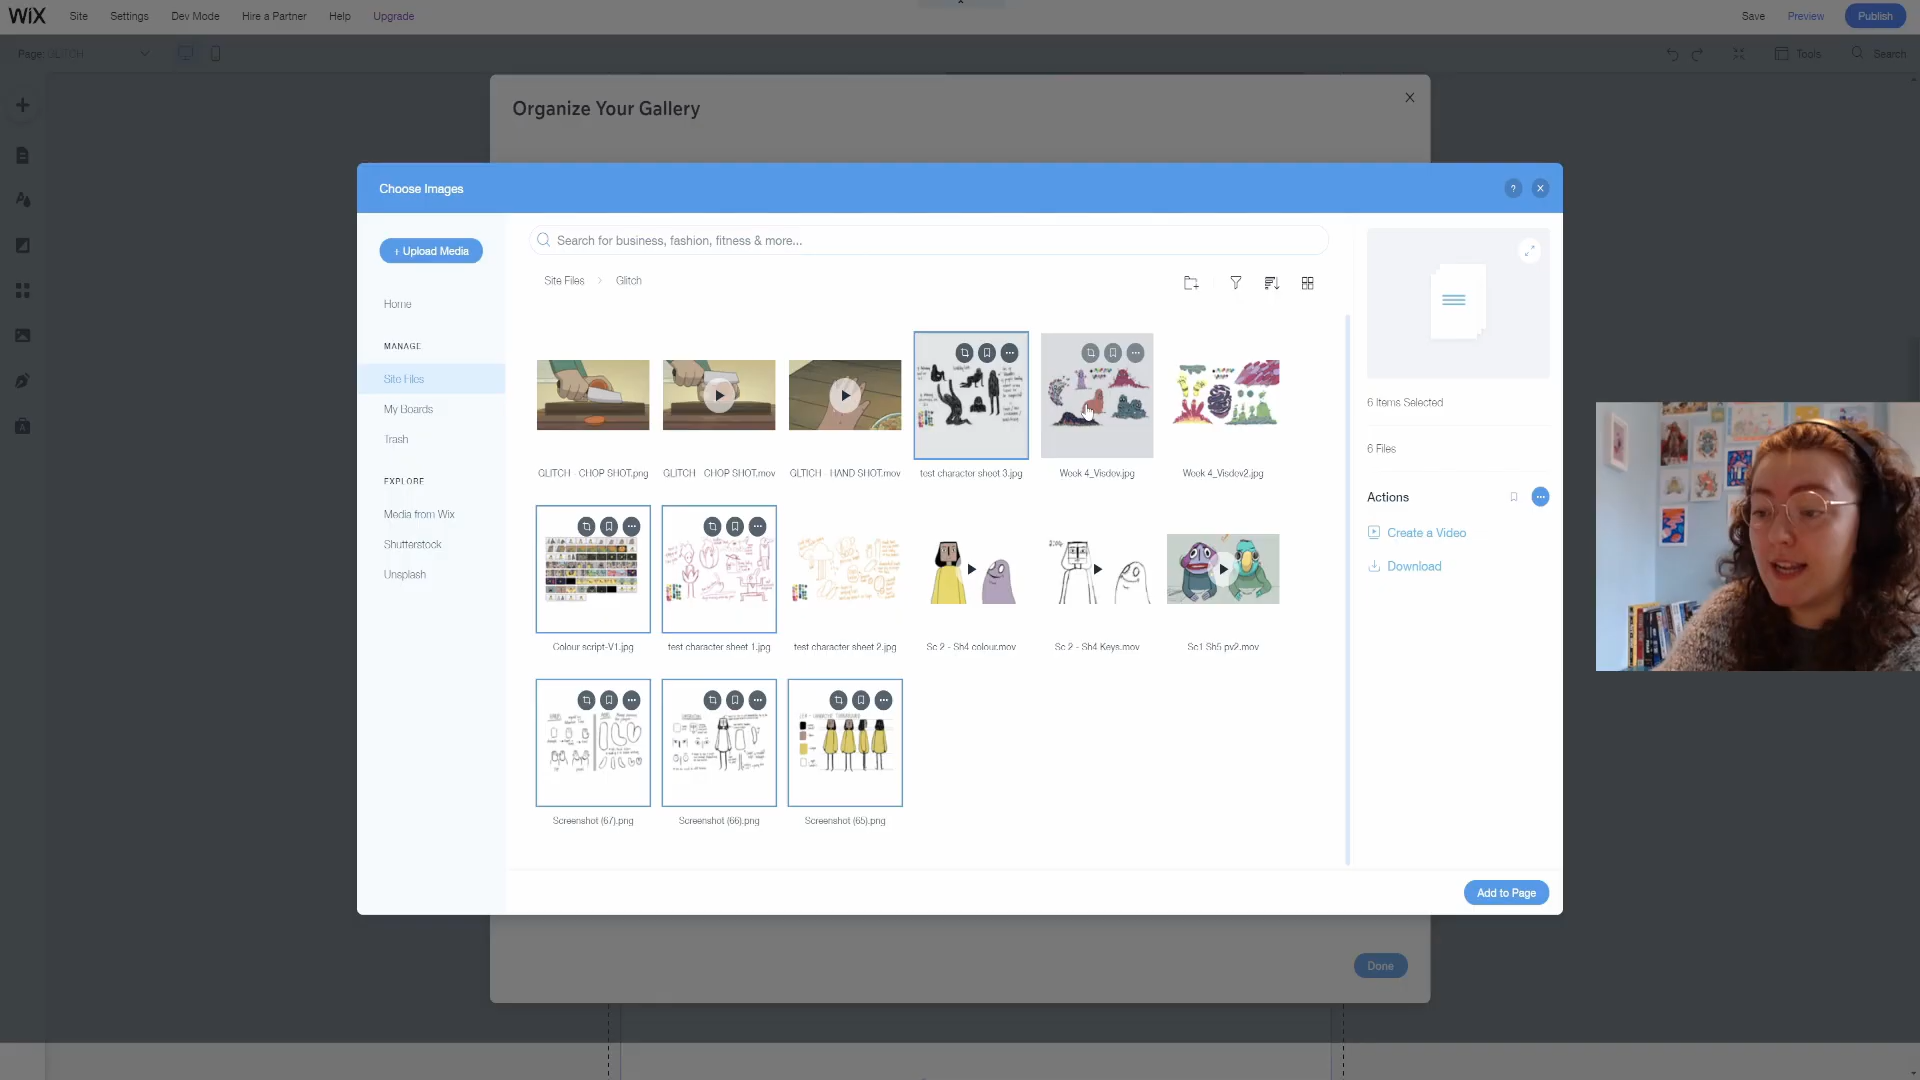 WiX Site Settings Dev Mode Hire a Partner Help Upgrade Save Preview Publish
Page: GLITCH Tools Search
Organize Your Gallery
Choose Images
?
+ Upload Media
Search for business, fashion, fitness & more...
Site Files > Glitch
Home
MANAGE
Site Files
My Boards
Trash
EXPLORE
Media from Wix
Shutterstock
Unsplash
GLITCH - CHOP SHOT.png
GLITCH - CHOP SHOT.mov
GLTICH - HAND SHOT.mov
test character sheet 3.jpg
Week 4_Visdev.jpg
Week 4_Visdev2.jpg
Colour script-V1.jpg
test character sheet 1.jpg
test character sheet 2.jpg
Sc 2 - Sh4 colour.mov
Sc 2 - Sh4 Keys.mov
Sc1 Sh5 pv2.mov
Screenshot (67).png
Screenshot (66).png
Screenshot (65).png
6 Items Selected
6 Files
Actions
Create a Video
Download
Add to Page
Done